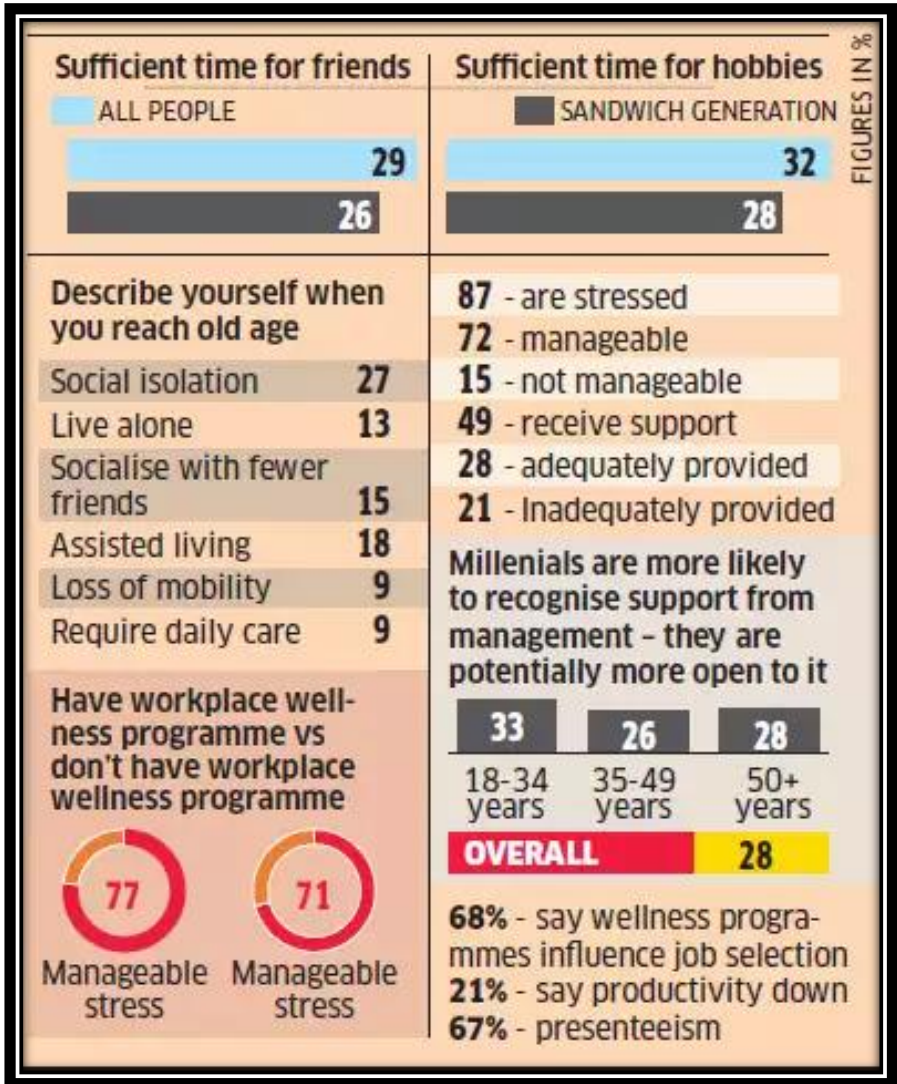 FIGURES IN %
Sufficient time for friends
ALL PEOPLE
29
26
Sufficient time for hobbies
SANDWICH GENERATION
32
28
Describe yourself when
you reach old age
Social isolation 27
Live alone 13
Socialise with fewer
friends 15
Assisted living 18
Loss of mobility 9
Require daily care 9
Have workplace well-
ness programme vs
don't have workplace
wellness programme
77
Manageable
stress
71
Manageable
stress
87 - are stressed
72 - manageable
15 - not manageable
49 - receive support
28 - adequately provided
21 - Inadequately provided
Millenials are more likely
to recognise support from
management – they are
potentially more open to it
33
18-34
years
26
35-49
years
28
50+
years
OVERALL 28
68% - say wellness progra-
mmes influence job selection
21% - say productivity down
67% - presenteeism